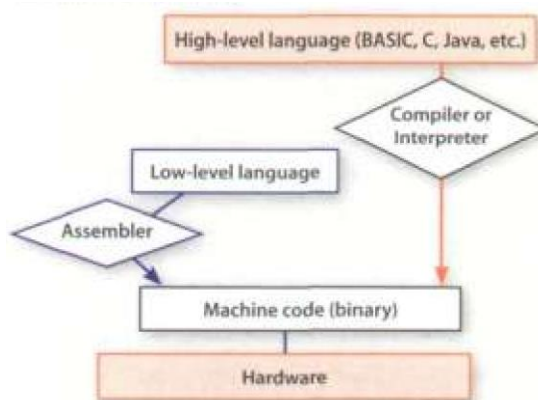 High-level language (BASIC, C, Java, etc.)
Compiler or
Interpreter
Low-level language
Assembler
Machine code (binary)
Hardware